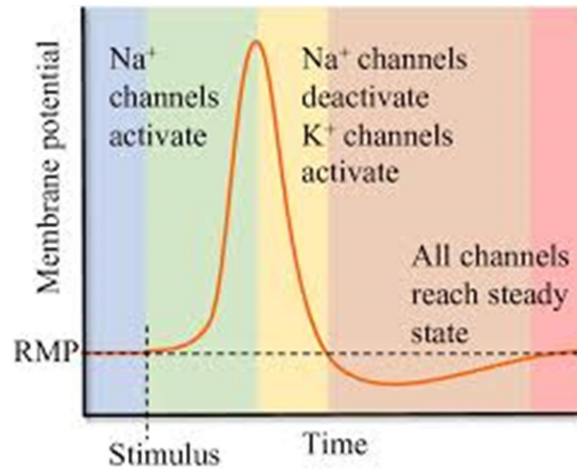 Na⁺
channels
activate
Na⁺ channels
deactivate
K⁺ channels
activate
All channels
reach steady
state
Membrane potential
RMP
Stimulus
Time